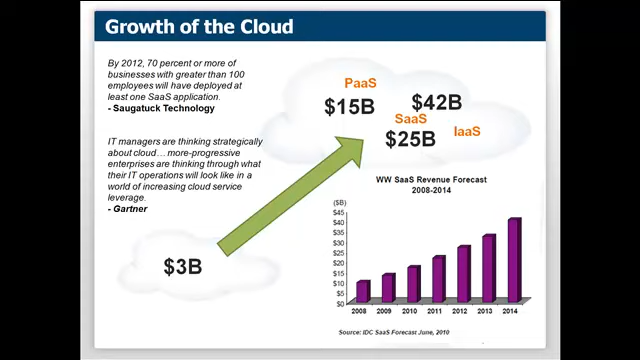 Growth of the Cloud
By 2012, 70 percent or more of
businesses with greater than 100
employees will have deployed at
least one SaaS application.
- Saugatuck Technology
IT managers are thinking strategically
about cloud… more-progressive
enterprises are thinking through what
their IT operations will look like in a
world of increasing cloud service
leverage.
- Gartner
$3B
PaaS
$15B
$42B
SaaS
IaaS
$25B
WW SaaS Revenue Forecast
2008-2014
($B)
$45
$40
$35
$30
$25
$20
$15
$10
$5
$0
2008 2009 2010 2011 2012 2013 2014
Source: IDC SaaS Forecast June, 2010